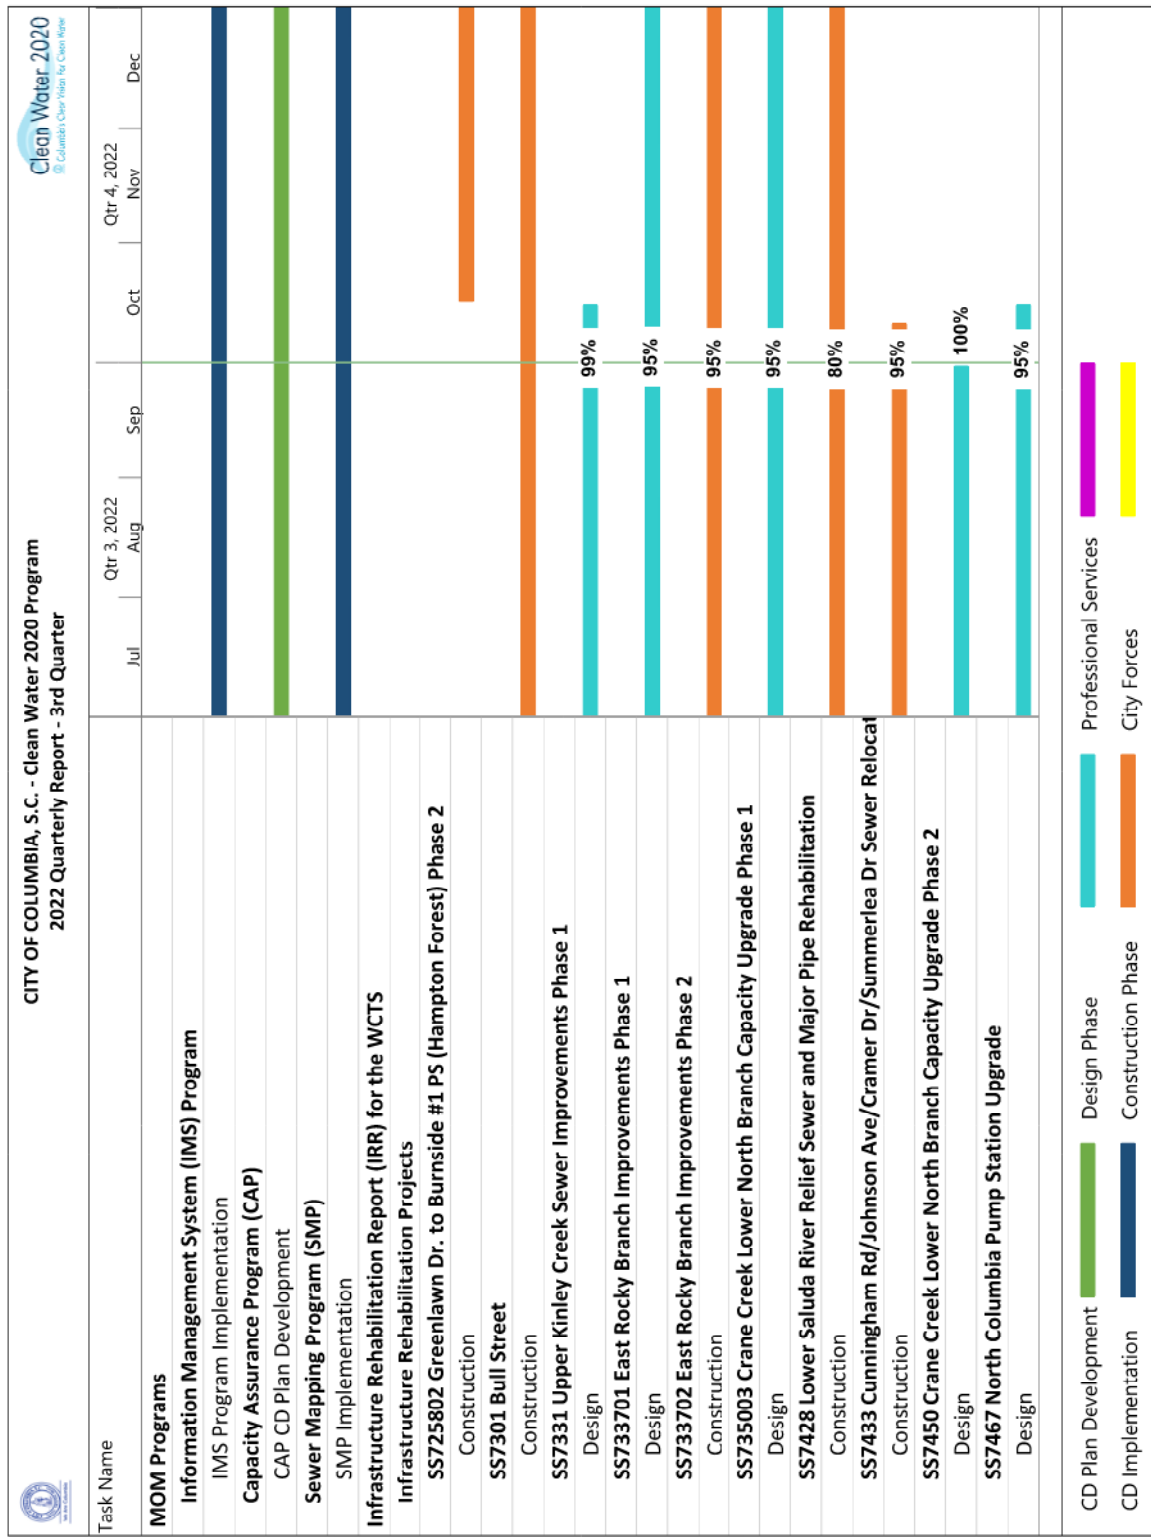 CITY OF COLUMBIA, S.C. - Clean Water 2020 Program
2022 Quarterly Report - 3rd Quarter
Clean Water 2020
Columbia's Clear Vision For Clean Water
We Are Columbia
Task Name
Qtr 3, 2022
Qtr 4, 2022
Jul
Aug
Sep
Oct
Nov
Dec
MOM Programs
Information Management System (IMS) Program
IMS Program Implementation
Capacity Assurance Program (CAP)
CAP CD Plan Development
Sewer Mapping Program (SMP)
SMP Implementation
Infrastructure Rehabilitation Report (IRR) for the WCTS
Infrastructure Rehabilitation Projects
SS725802 Greenlawn Dr. to Burnside #1 PS (Hampton Forest) Phase 2
Construction
SS7301 Bull Street
Construction
SS7331 Upper Kinley Creek Sewer Improvements Phase 1
Design
99%
SS733701 East Rocky Branch Improvements Phase 1
Design
95%
SS733702 East Rocky Branch Improvements Phase 2
Construction
95%
SS735003 Crane Creek Lower North Branch Capacity Upgrade Phase 1
Design
95%
SS7428 Lower Saluda River Relief Sewer and Major Pipe Rehabilitation
Construction
80%
SS7433 Cunningham Rd/Johnson Ave/Cramer Dr/Summerlea Dr Sewer Relocat
Construction
95%
SS7450 Crane Creek Lower North Branch Capacity Upgrade Phase 2
Design
100%
SS7467 North Columbia Pump Station Upgrade
Design
95%
CD Plan Development
Design Phase
Professional Services
CD Implementation
Construction Phase
City Forces